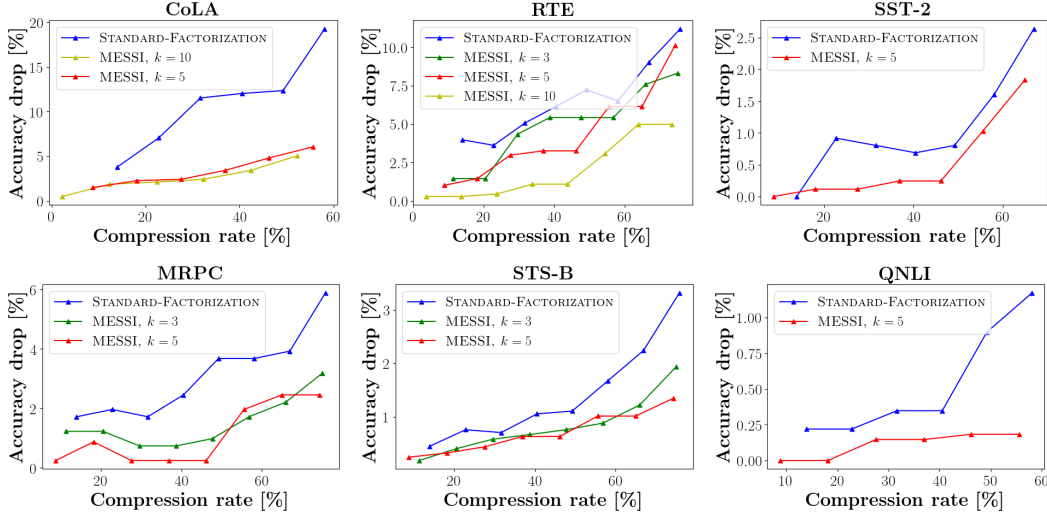 CoLA
Accuracy drop [%]
20
15
10
5
0
STANDARD-FACTORIZATION
MESSI, k = 10
MESSI, k = 5
20
40
60
Compression rate [%]
RTE
Accuracy drop [%]
10.0
7.5
5.0
2.5
0.0
STANDARD-FACTORIZATION
MESSI, k = 3
MESSI, k = 5
MESSI, k = 10
20
40
60
Compression rate [%]
SST-2
Accuracy drop [%]
2.5
2.0
1.5
1.0
0.5
0.0
STANDARD-FACTORIZATION
MESSI, k = 5
20
40
60
Compression rate [%]
MRPC
Accuracy drop [%]
6
4
2
0
STANDARD-FACTORIZATION
MESSI, k = 3
MESSI, k = 5
20
40
60
Compression rate [%]
STS-B
Accuracy drop [%]
3
2
1
STANDARD-FACTORIZATION
MESSI, k = 3
MESSI, k = 5
20
40
60
Compression rate [%]
QNLI
Accuracy drop [%]
1.00
0.75
0.50
0.25
0.00
STANDARD-FACTORIZATION
MESSI, k = 5
10
20
30
40
50
60
Compression rate [%]